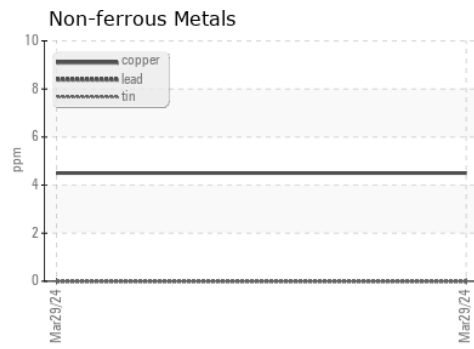 Non-ferrous Metals
10
8
6
4
2
0
ppm
copper
lead
tin
Mar29/24
Mar29/24